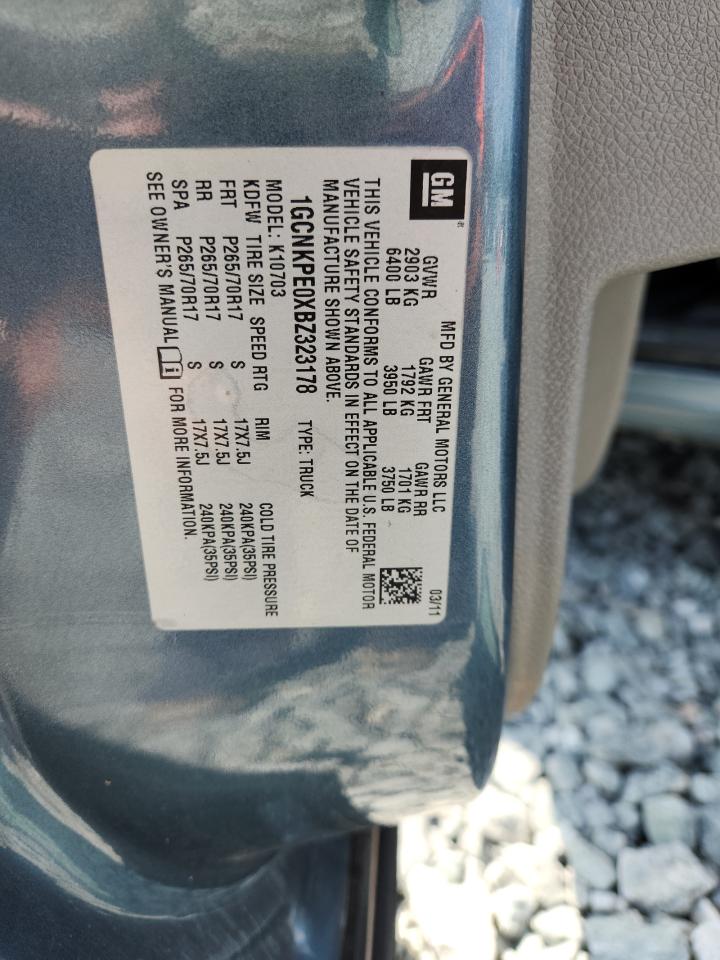 GM
®
MFD BY GENERAL MOTORS LLC 03/11
GVWR GAWR FRT GAWR RR
2903 KG 1792 KG 1701 KG
6400 LB 3950 LB 3750 LB
THIS VEHICLE CONFORMS TO ALL APPLICABLE U.S. FEDERAL MOTOR
VEHICLE SAFETY STANDARDS IN EFFECT ON THE DATE OF
MANUFACTURE SHOWN ABOVE.
1GCNKPE0XBZ323178 TYPE: TRUCK
MODEL: K10703
KDFW TIRE SIZE SPEED RTG RIM COLD TIRE PRESSURE
FRT P265/70R17 S 17X7.5J 240KPA(35PSI)
RR P265/70R17 S 17X7.5J 240KPA(35PSI)
SPA P265/70R17 S 17X7.5J 240KPA(35PSI)
SEE OWNER'S MANUAL i FOR MORE INFORMATION.